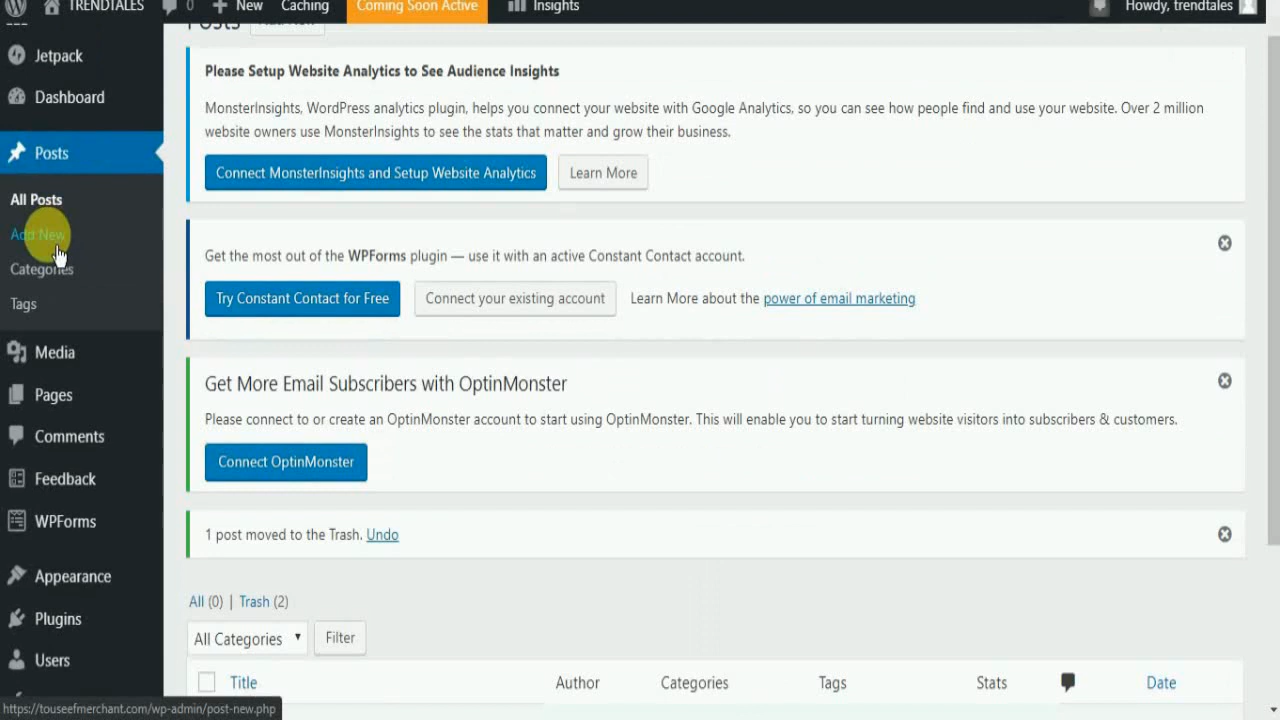 TRENDTALES 0 New Caching Coming Soon Active Insights Howdy, trendtales
Posts Add New
Jetpack
Dashboard
Posts
All Posts
Add New
Categories
Tags
Media
Pages
Comments
Feedback
WPForms
Appearance
Plugins
Users
Please Setup Website Analytics to See Audience Insights
MonsterInsights, WordPress analytics plugin, helps you connect your website with Google Analytics, so you can see how people find and use your website. Over 2 million
website owners use MonsterInsights to see the stats that matter and grow their business.
Connect MonsterInsights and Setup Website Analytics Learn More
Get the most out of the WPForms plugin — use it with an active Constant Contact account.
Try Constant Contact for Free Connect your existing account Learn More about the power of email marketing
Get More Email Subscribers with OptinMonster
Please connect to or create an OptinMonster account to start using OptinMonster. This will enable you to start turning website visitors into subscribers & customers.
Connect OptinMonster
1 post moved to the Trash. Undo
All (0) | Trash (2)
All Categories Filter
Title Author Categories Tags Stats Date
https://touseefmerchant.com/wp-admin/post-new.php